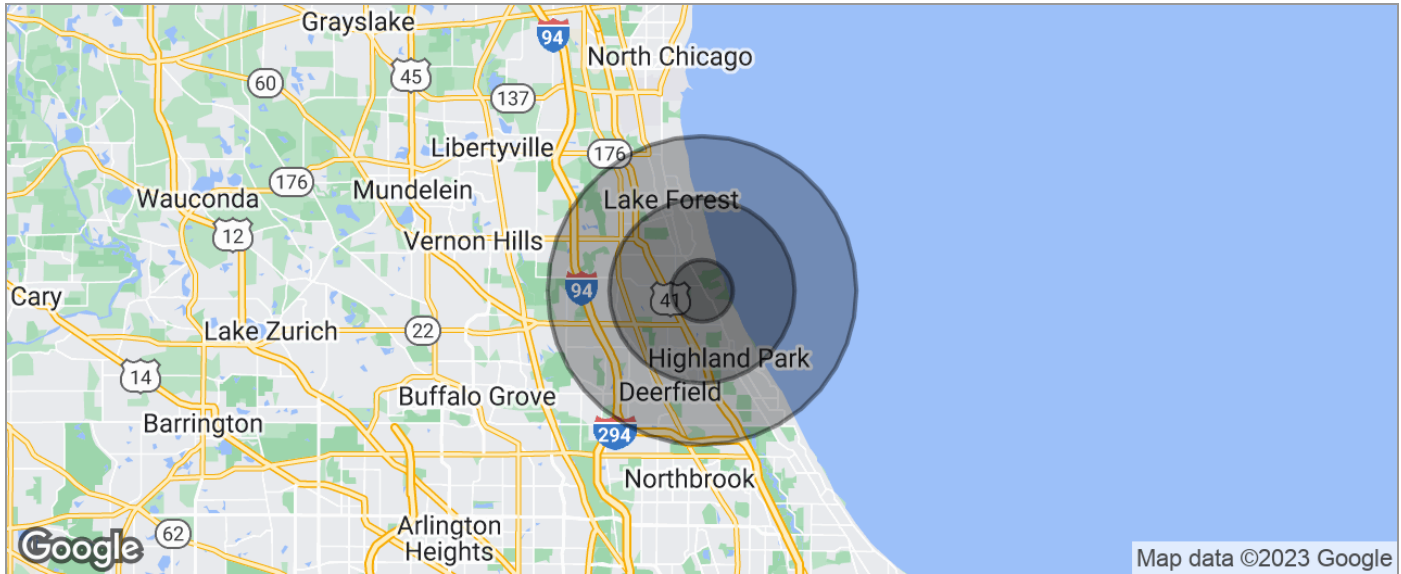 Grayslake
94
North Chicago
45
60
137
Libertyville
176
176
Mundelein
Wauconda
Lake Forest
12
Vernon Hills
94
41
Cary
Lake Zurich
22
Highland Park
14
Deerfield
Buffalo Grove
Barrington
294
Northbrook
62
Arlington
Heights
Google
Map data ©2023 Google